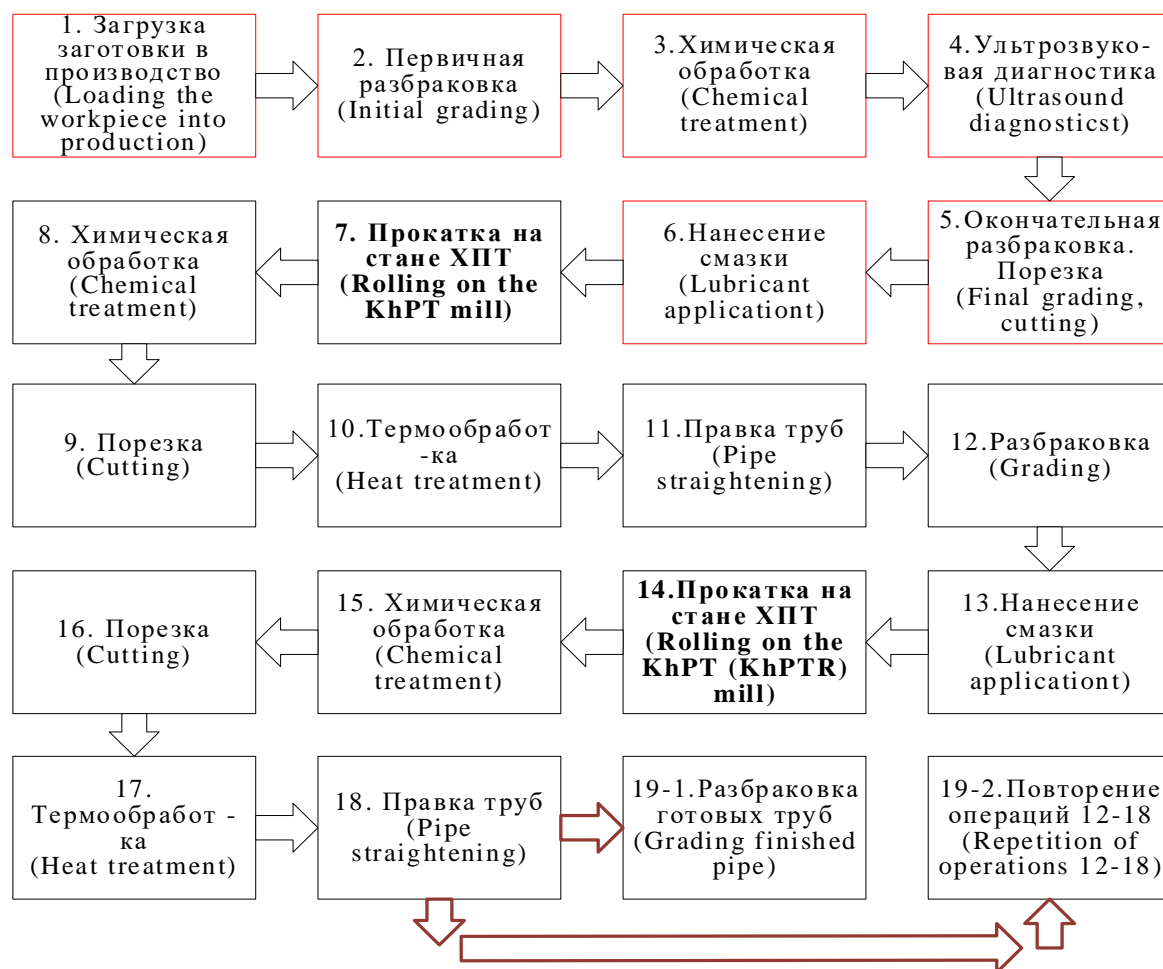 1. Загрузка
заготовки в
производство
(Loading the
workpiece into
production)
2. Первичная
разбраковка
(Initial grading)
3.Химическая
обработка
(Chemical
treatment)
4.Ультрозвуко-
вая диагностика
(Ultrasound
diagnosticst)
5.Окончательная
разбраковка.
Порезка
(Final grading,
cutting)
6.Нанесение
смазки
(Lubricant
applicationt)
7. Прокатка на
стане ХПТ
(Rolling on the
KhPT mill)
8. Химическая
обработка
(Chemical
treatment)
9. Порезка
(Cutting)
10.Термообработ
-ка
(Heat treatment)
11.Правка труб
(Pipe
straightening)
12.Разбраковка
(Grading)
13.Нанесение
смазки
(Lubricant
applicationt)
14.Прокатка на
стане ХПТ
(Rolling on the
KhPT (KhPTR)
mill)
15. Химическая
обработка
(Chemical
treatment)
16. Порезка
(Cutting)
17.
Термообработ -
ка
(Heat treatment)
18. Правка труб
(Pipe
straightening)
19-1.Разбраковка
готовых труб
(Grading finished
pipe)
19-2.Повторение
операций 12-18
(Repetition of
operations 12-18)